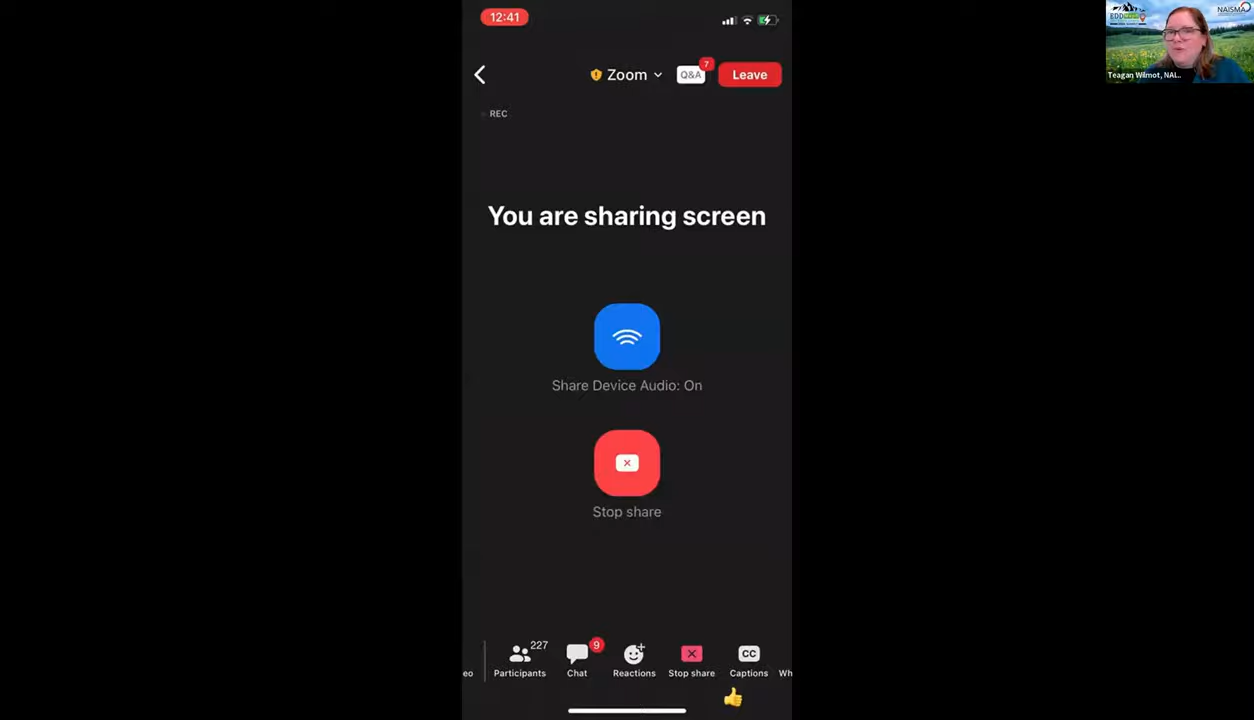 12:41
Zoom
Q&A
7
Leave
REC
You are sharing screen
Share Device Audio: On
Stop share
eo
Participants
227
Chat
9
Reactions
Stop share
CC
Captions
Wh
NAISMA
Teagan Wilmot, NAI...